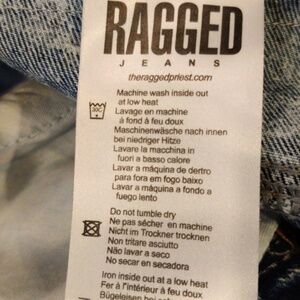 RAGGED
JEANS
theraggedpriest.com
Machine wash inside out
at low heat
30C
Lavage en machine
à fond à feu doux
Maschinenwäsche nach innen
bei niedriger Hitze
Lavare la macchina in
fuori a basso calore
Lavar a máquina de dertro
para fora em fogo baixo
Lavar a máquina a fondo a
fuego lento
Do not tumble dry
Ne pas sécher en machine
Nicht im Trockner trocknen
Non tritare asciutto
Não lavar a seco
No secar en secadora
Iron inside out at a low heat
Fer à l'intérieur à feu doux
Bügeleisen bei